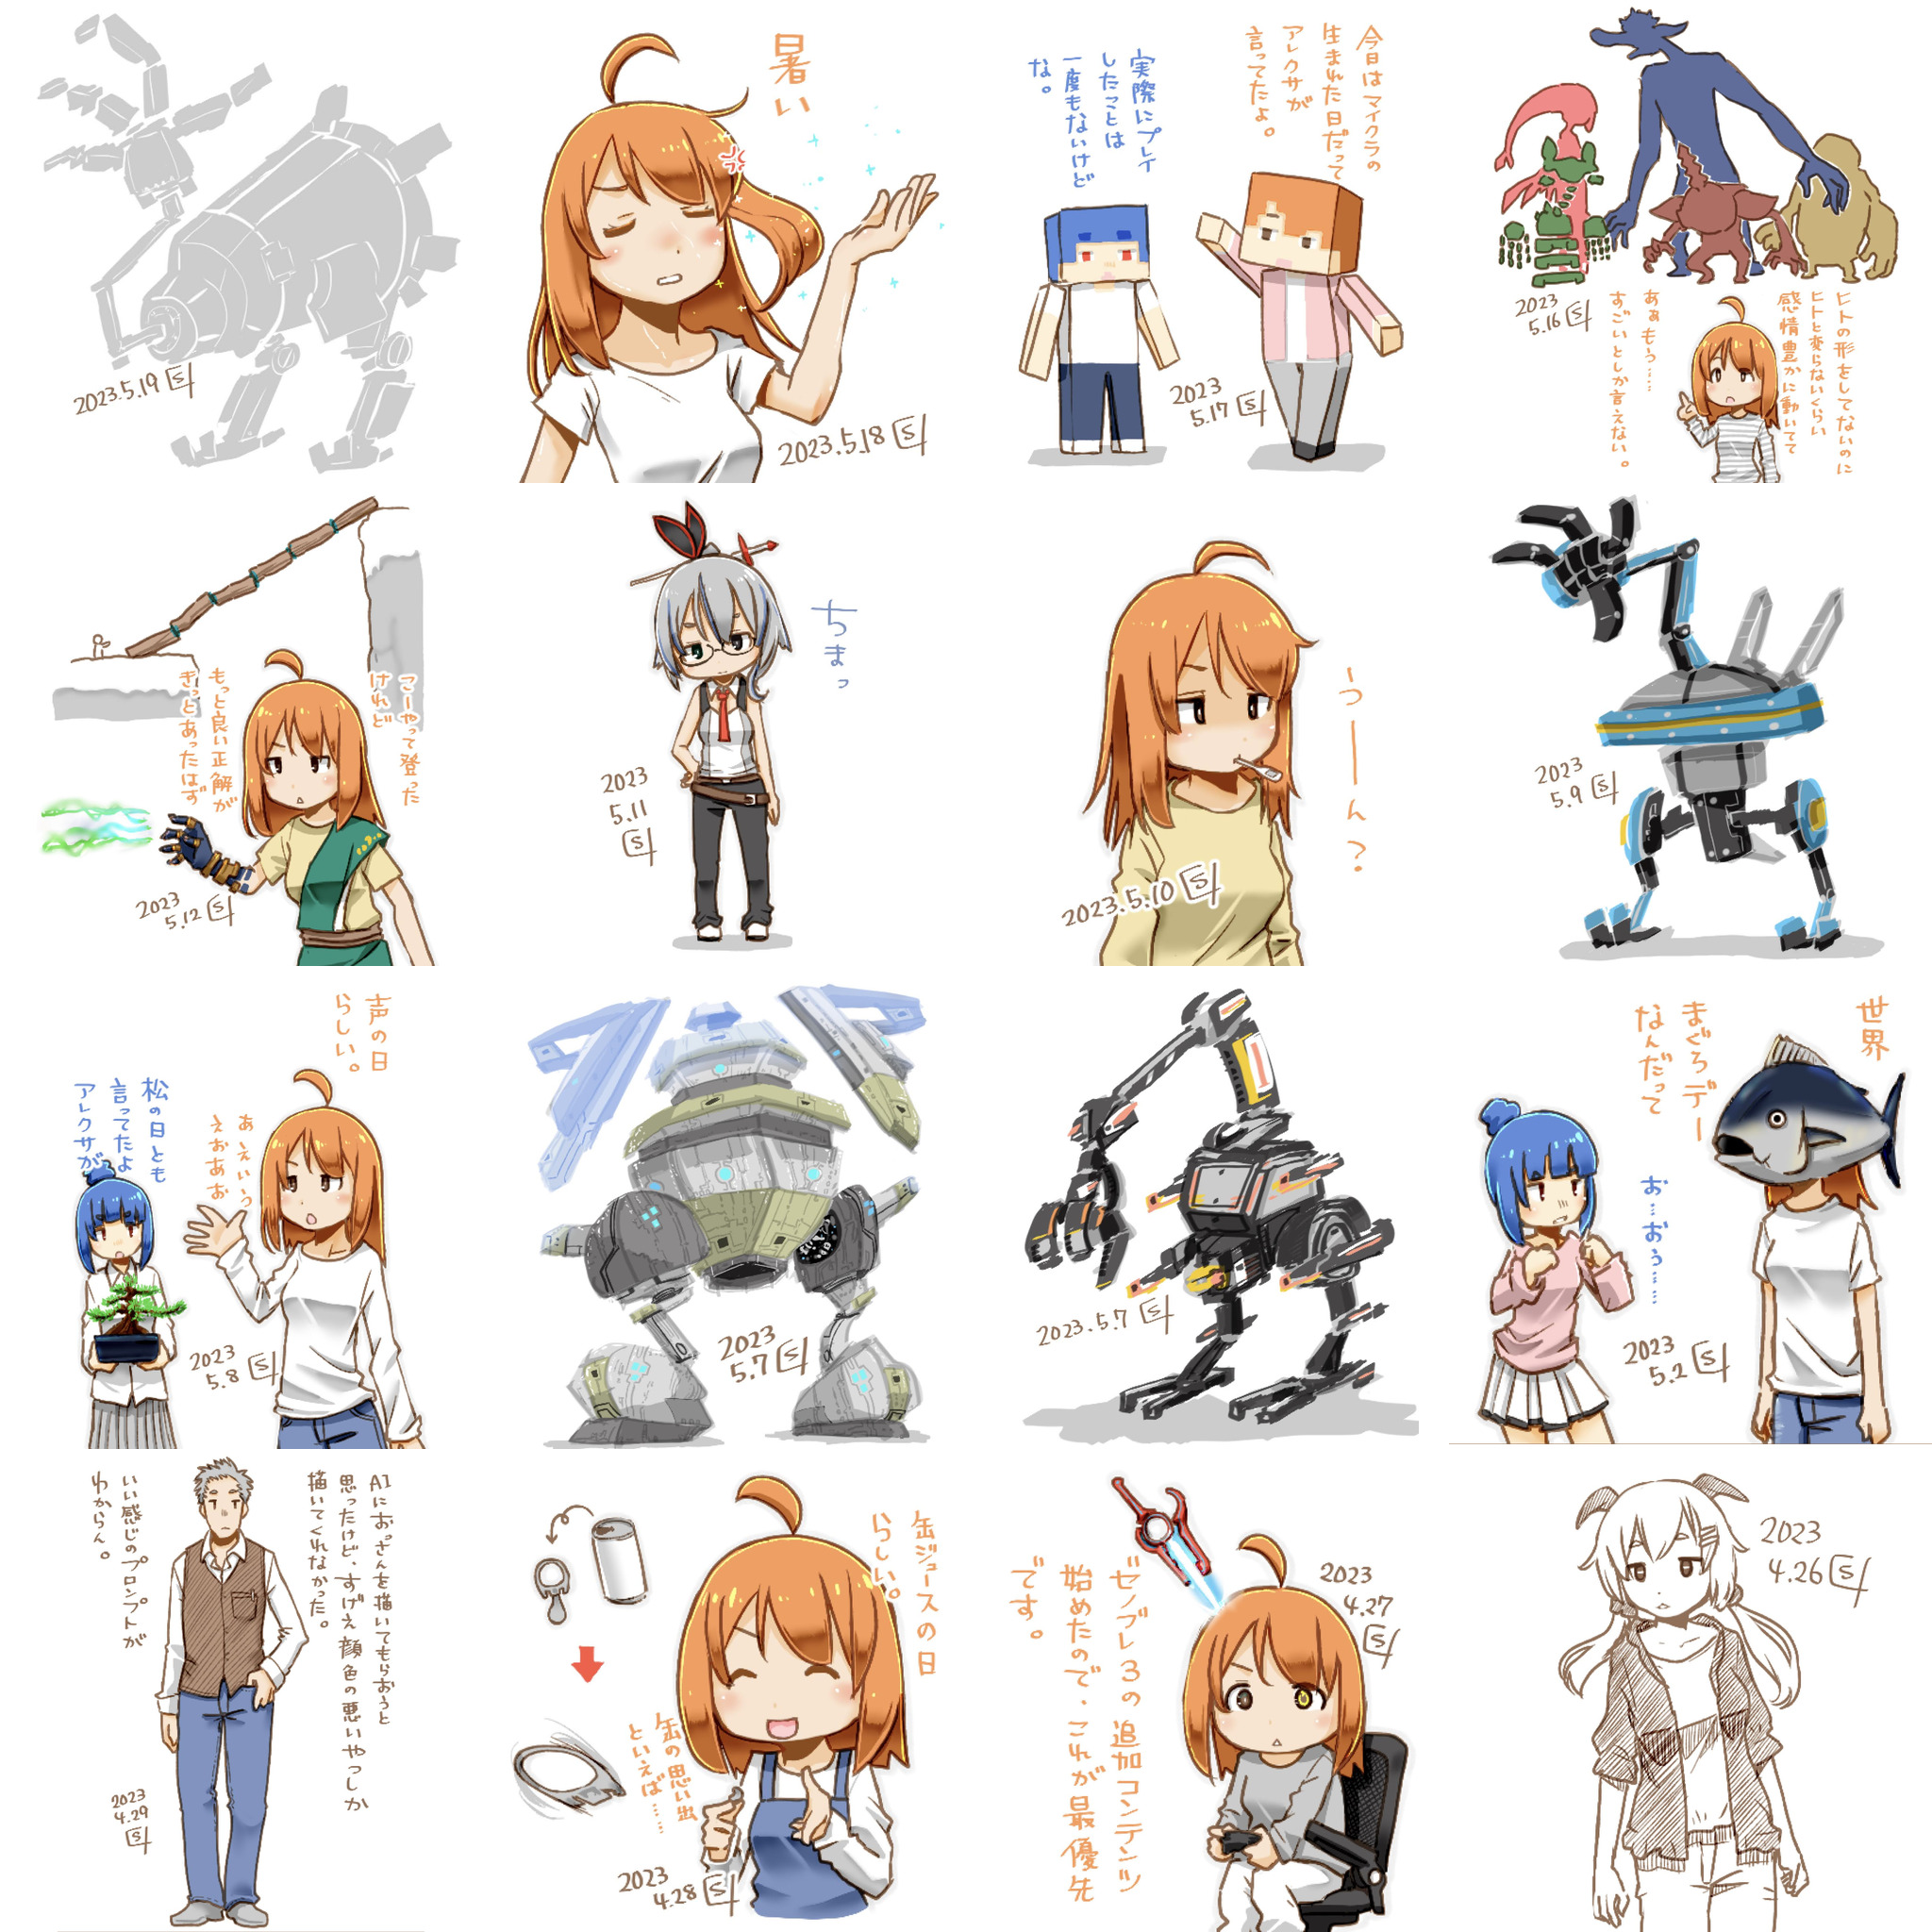 2023.5.19 S
暑い
2023.5.18 S
今日はマイクラの
生まれた日だって
アレクサが
言ってたよ。
実際にプレイ
したことは
一度もないけど
な。
2023
5.17 S
2023
5.16 S
ヒトの形をしてないのに
ヒトと変らないくらい
感情豊かに動いてて
あぁもう……
すごいとしか言えない。
こーやって登った
けれど
もっと良い正解が
きっとあったはず
2023
5.12 S
ちまっ
2023
5.11
S
うーん?
2023.5.10 S
2023
5.9 S
声の日
らしい。
あえいう
えおあお
松の日とも
言ってたよ
アレクサが
2023
5.8 S
2023
5.7 S
2023.5.7 S
世界
まぐろデー
なんだって
お…おぅ……
2023
5.2 S
AIにおっさんを描いてもらおうと
思ったけど、すげえ顔色の悪いやつしか
描いてくれなかった。
いい感じのプロンプトが
わからん。
2023
4.29
S
缶ジュースの日
らしい。
缶の思い出
といえば……
2023
4.28 S
2023
4.27
S
ゼノブレ3の追加コンテンツ
始めたので、これが最優先
です。
2023
4.26 S